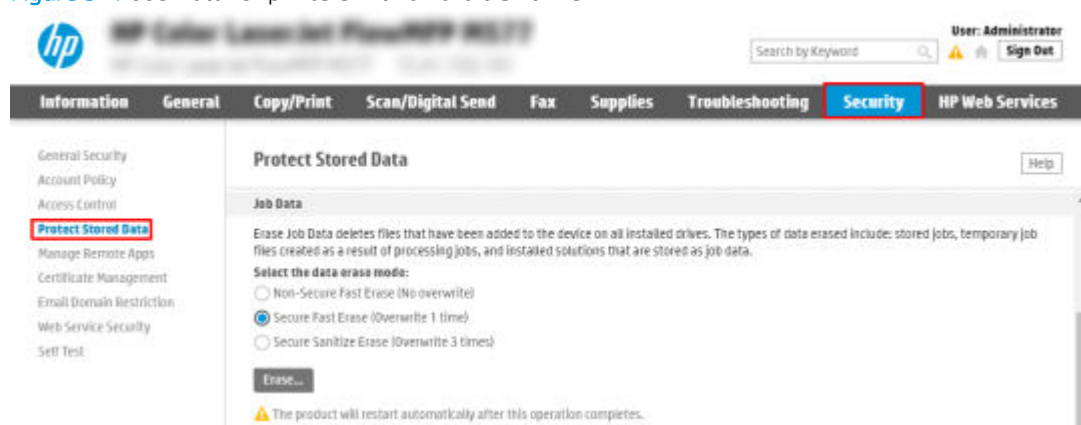 hp
User: Administrator
Search by Keyword
Sign Out
Information General Copy/Print Scan/Digital Send Fax Supplies Troubleshooting Security HP Web Services
General Security
Account Policy
Access Control
Protect Stored Data
Manage Remote Apps
Certificate Management
Email Domain Restriction
Web Service Security
Self Test
Protect Stored Data
Help
Job Data
Erase Job Data deletes files that have been added to the device on all installed drives. The types of data erased include: stored jobs, temporary job
files created as a result of processing jobs, and installed solutions that are stored as job data.
Select the data erase mode:
Non-Secure Fast Erase (No overwrite)
Secure Fast Erase (Overwrite 1 time)
Secure Sanitize Erase (Overwrite 3 times)
Erase...
The product will restart automatically after this operation completes.